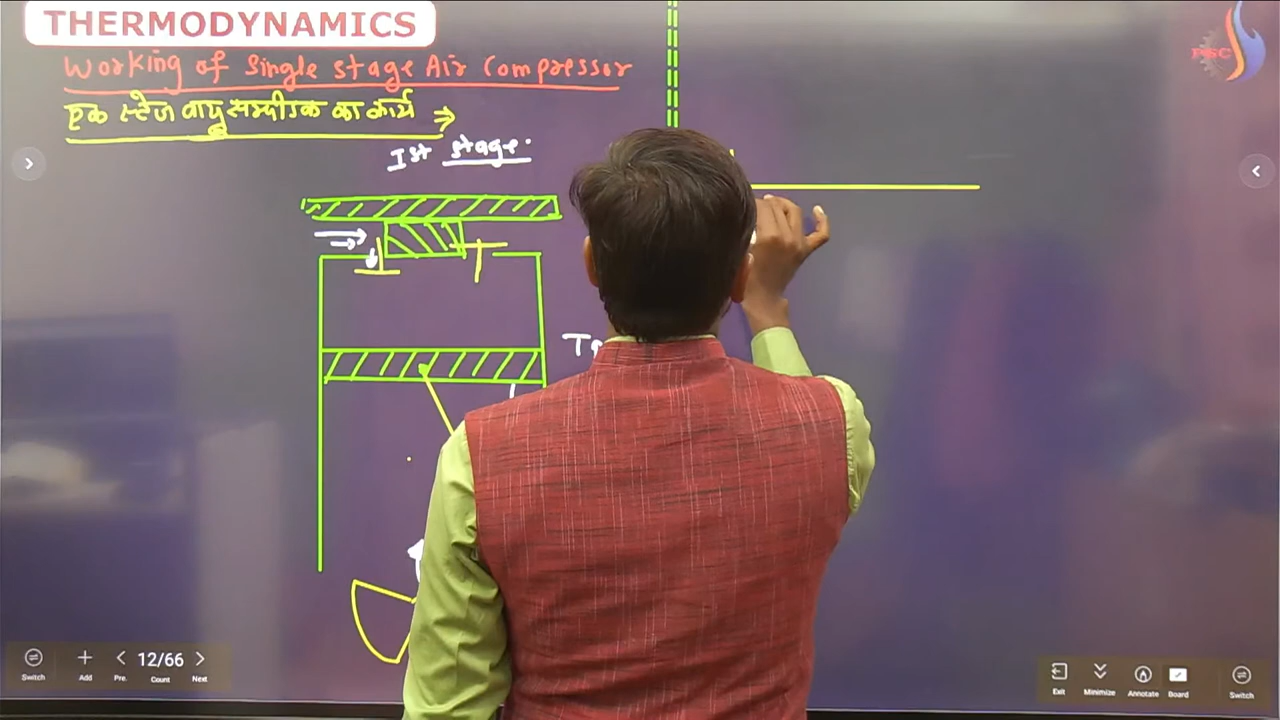 THERMODYNAMICS
Working of Single Stage Air Compressor
एक स्टेज वायु सम्पीडक का कार्य ⇒
Ist stage.
PSC
12/66
Switch
Add
Pre.
Count
Next
Exit
Minimize
Annotate
Board
Switch